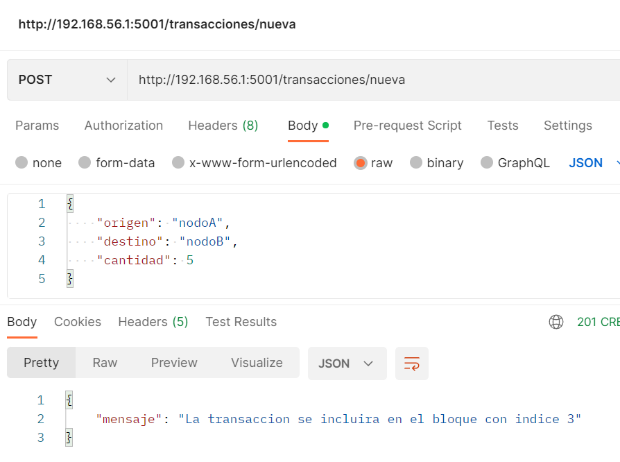 http://192.168.56.1:5001/transacciones/nueva
POST http://192.168.56.1:5001/transacciones/nueva
Params Authorization Headers (8) Body Pre-request Script Tests Settings
none form-data x-www-form-urlencoded raw binary GraphQL JSON
1 {
2 ····"origen": "nodoA",
3 ····"destino": "nodoB",
4 ····"cantidad": 5
5 }
Body Cookies Headers (5) Test Results 201 CRE
Pretty Raw Preview Visualize JSON
1 {
2 "mensaje": "La transaccion se incluira en el bloque con indice 3"
3 }